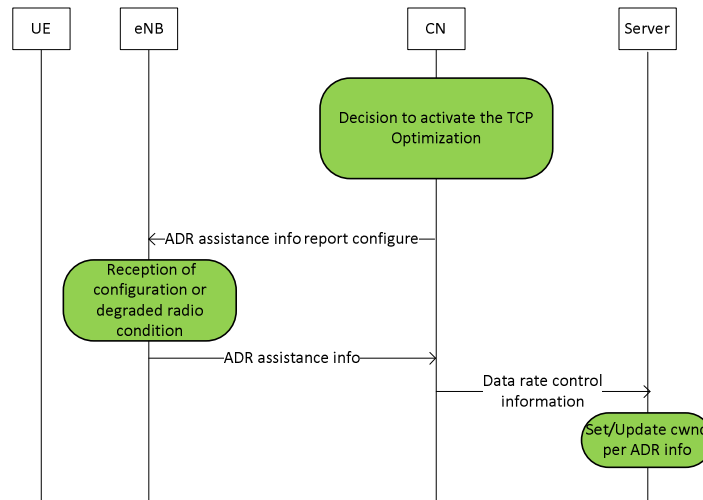 UE
eNB
CN
Server
Decision to activate the TCP
Optimization
ADR assistance info report configure
Reception of
configuration or
degraded radio
condition
ADR assistance info
Data rate control
information
Set/Update cwnd
per ADR info